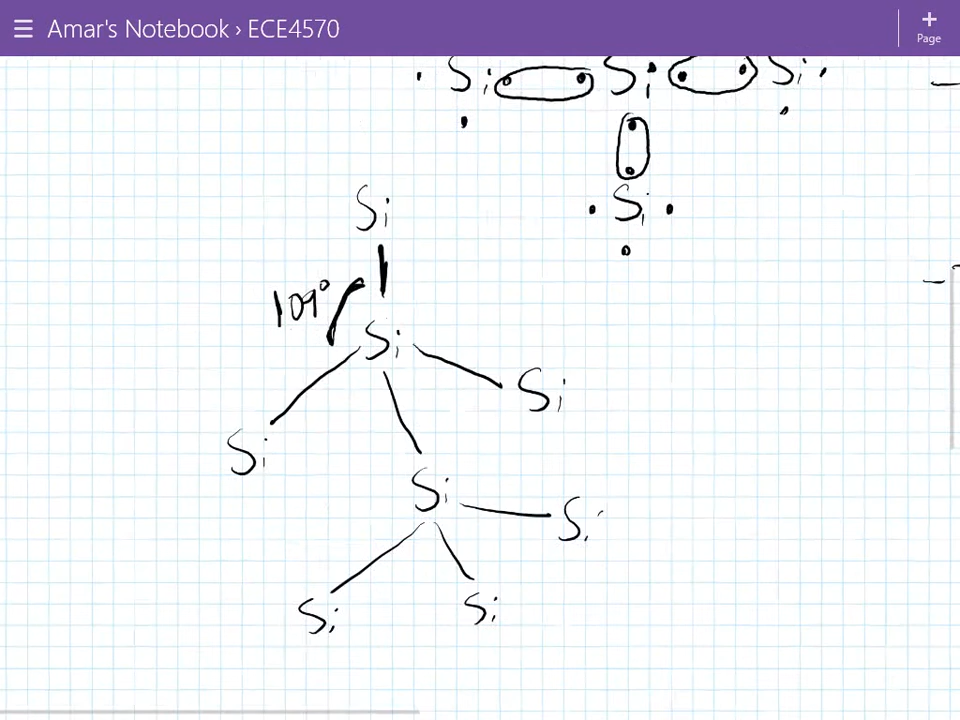 Amar's Notebook › ECE4570
+
Page
Si Si Si
Si
Si
109°
Si
Si
Si
Si
Si
Si
Si